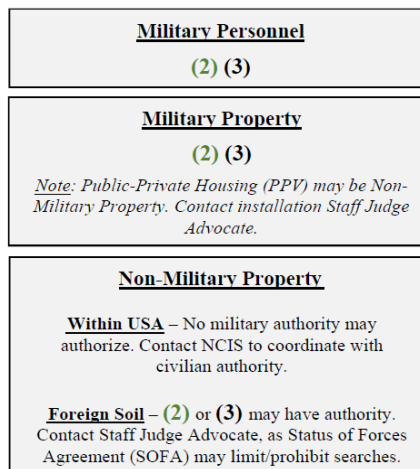 Military Personnel
(2) (3)
Military Property
(2) (3)
Note: Public-Private Housing (PPV) may be Non-
Military Property. Contact installation Staff Judge
Advocate.
Non-Military Property
Within USA – No military authority may
authorize. Contact NCIS to coordinate with
civilian authority.
Foreign Soil – (2) or (3) may have authority.
Contact Staff Judge Advocate, as Status of Forces
Agreement (SOFA) may limit/prohibit searches.